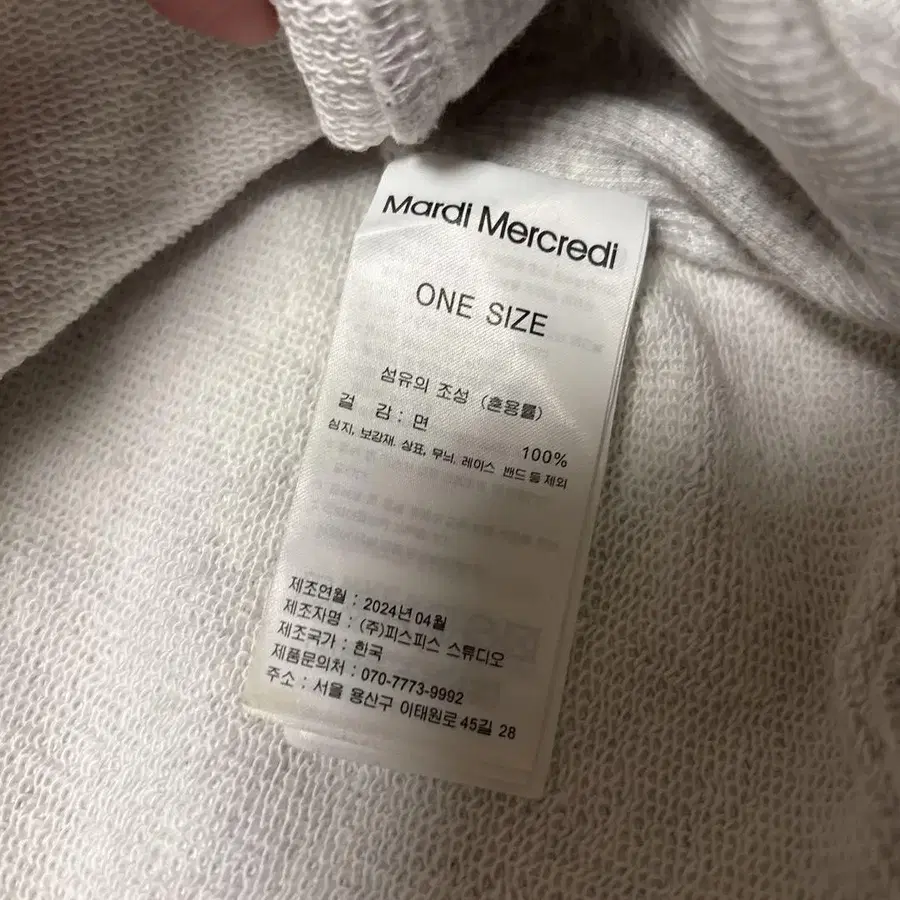 Mardi Mercredi
ONE SIZE
섬유의 조성 (혼용률)
겉 감 : 면 100%
심지, 보강재. 상표, 무늬. 레이스 밴드 등 제외
제조연월 : 2024년 04월
제조자명 : (주)피스피스 스튜디오
제조국가 : 한국
제품문의처 : 070-7773-9992
주소 : 서울 용산구 이태원로 45길 28